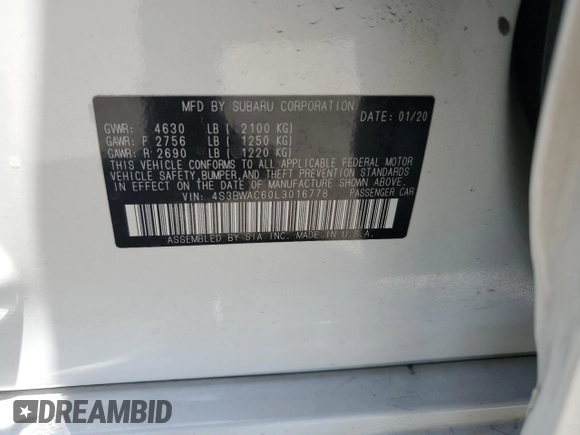 MFD BY SUBARU CORPORATION
DATE: 01/20
GVWR: 4630 LB ( 2100 KG)
GAWR: F 2756 LB ( 1250 KG)
GAWR: R 2690 LB ( 1220 KG)
THIS VEHICLE CONFORMS TO ALL APPLICABLE FEDERAL MOTOR
VEHICLE SAFETY, BUMPER, AND THEFT PREVENTION
STANDARDS IN EFFECT ON THE DATE OF MANUFACTURE SHOWN ABOVE.
VIN: 4S3BWAC60L3016778 PASSENGER CAR
ASSEMBLED BY SIA INC. MADE IN U.S.A.
DREAMBID